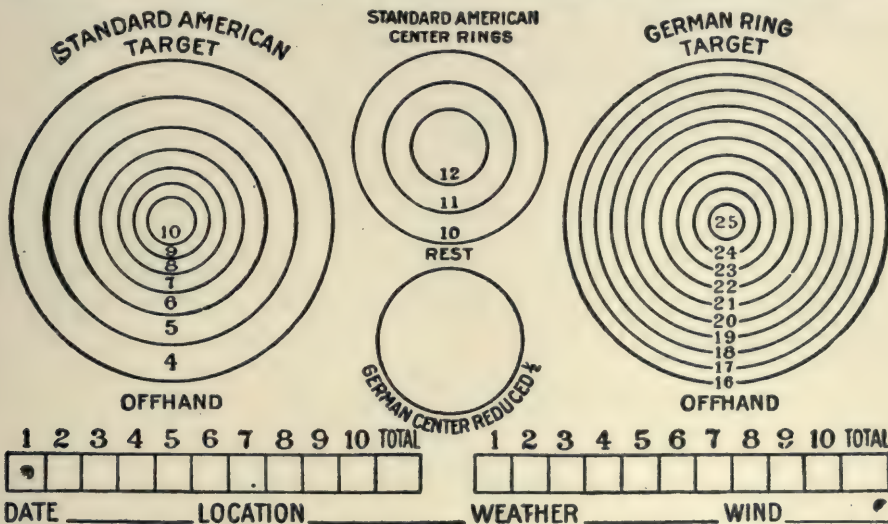 STANDARD AMERICAN
TARGET
10
9
8
7
6
5
4
OFFHAND
STANDARD AMERICAN
CENTER RINGS
12
11
10
REST
GERMAN CENTER REDUCED ½
GERMAN RING
TARGET
25
24
23
22
21
20
19
18
17
16
OFFHAND
1 2 3 4 5 6 7 8 9 10 TOTAL
1 2 3 4 5 6 7 8 9 10 TOTAL
DATE LOCATION WEATHER WIND